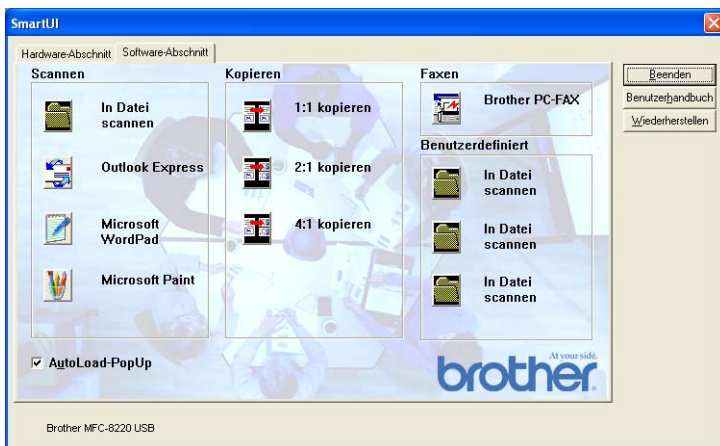 SmartUI
Hardware-Abschnitt Software-Abschnitt
Scannen
In Datei
scannen
Outlook Express
Microsoft
WordPad
Microsoft Paint
Kopieren
1:1 kopieren
2:1 kopieren
4:1 kopieren
Faxen
Brother PC-FAX
Benutzerdefiniert
In Datei
scannen
In Datei
scannen
In Datei
scannen
Beenden
Benutzerhandbuch
Wiederherstellen
AutoLoad-PopUp
At your side.
brother
Brother MFC-8220 USB